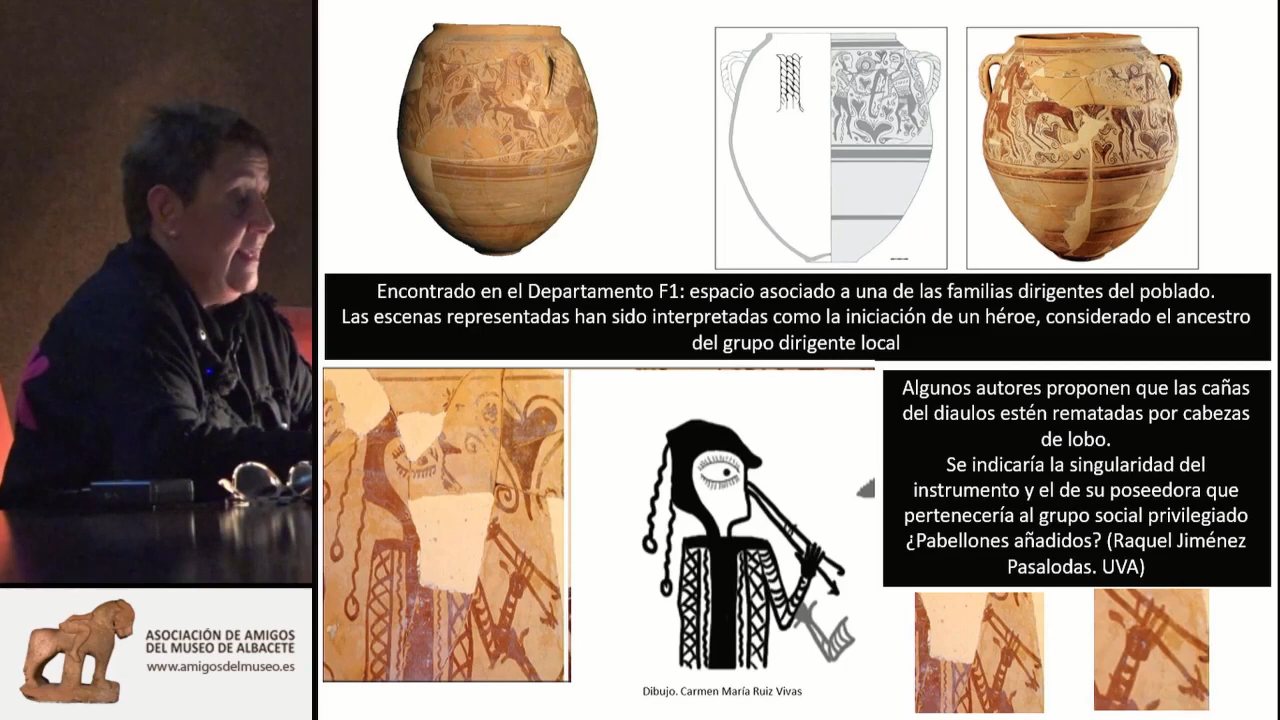 Encontrado en el Departamento F1: espacio asociado a una de las familias dirigentes del poblado.
Las escenas representadas han sido interpretadas como la iniciación de un héroe, considerado el ancestro
del grupo dirigente local
Algunos autores proponen que las cañas
del diaulos estén rematadas por cabezas
de lobo.
Se indicaría la singularidad del
instrumento y el de su poseedora que
pertenecería al grupo social privilegiado
¿Pabellones añadidos? (Raquel Jiménez
Pasalodas. UVA)
Dibujo. Carmen María Ruiz Vivas
ASOCIACIÓN DE AMIGOS
DEL MUSEO DE ALBACETE
www.amigosdelmuseo.es